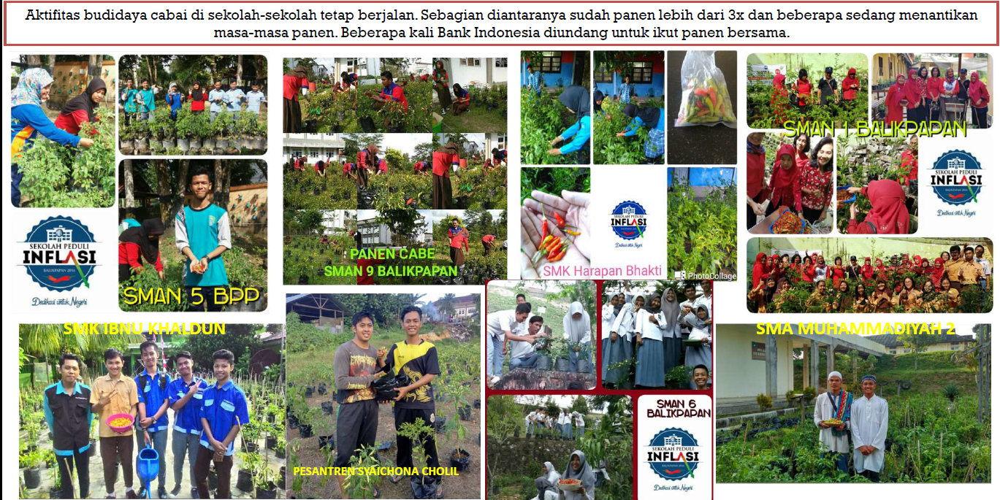 Aktifitas budidaya cabai di sekolah-sekolah tetap berjalan. Sebagian diantaranya sudah panen lebih dari 3x dan beberapa sedang menantikan
masa-masa panen. Beberapa kali Bank Indonesia diundang untuk ikut panen bersama.
SEKOLAH PEDULI
INFLASI
BALIKPAPAN 2016
Dedikasi untuk Negeri
SMAN 5 BPP
PANEN CABE
SMAN 9 BALIKPAPAN
SEKOLAH PEDULI
INFLASI
BALIKPAPAN 2016
Dedikasi untuk Negeri
SMK Harapan Bhakti
PhotoCollage
SMAN 1 BALIKPAPAN
SEKOLAH PEDULI
INFLASI
BALIKPAPAN 2016
Dedikasi untuk Negeri
SMK IBNU KHALDUN
PESANTREN SYAICHONA CHOLIL
SMAN 6
BALIKPAPAN
SEKOLAH PEDULI
INFLASI
BALIKPAPAN 2016
Dedikasi untuk Negeri
SMA MUHAMMADIYAH 2